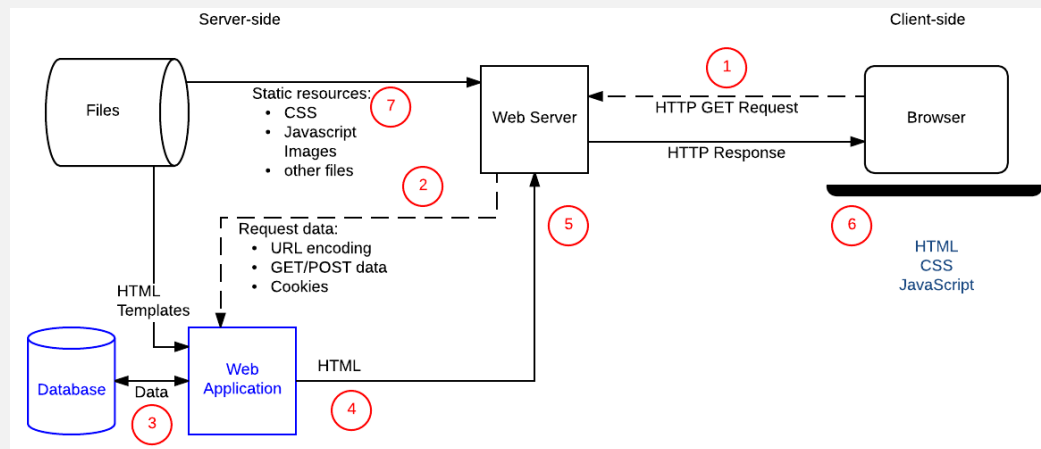 Server-side
Client-side
Files
Static resources:
• CSS
• Javascript
Images
• other files
7
Web Server
1
HTTP GET Request
HTTP Response
Browser
2
Request data:
• URL encoding
• GET/POST data
• Cookies
5
6
HTML
CSS
JavaScript
HTML
Templates
Database
Data
3
Web
Application
HTML
4